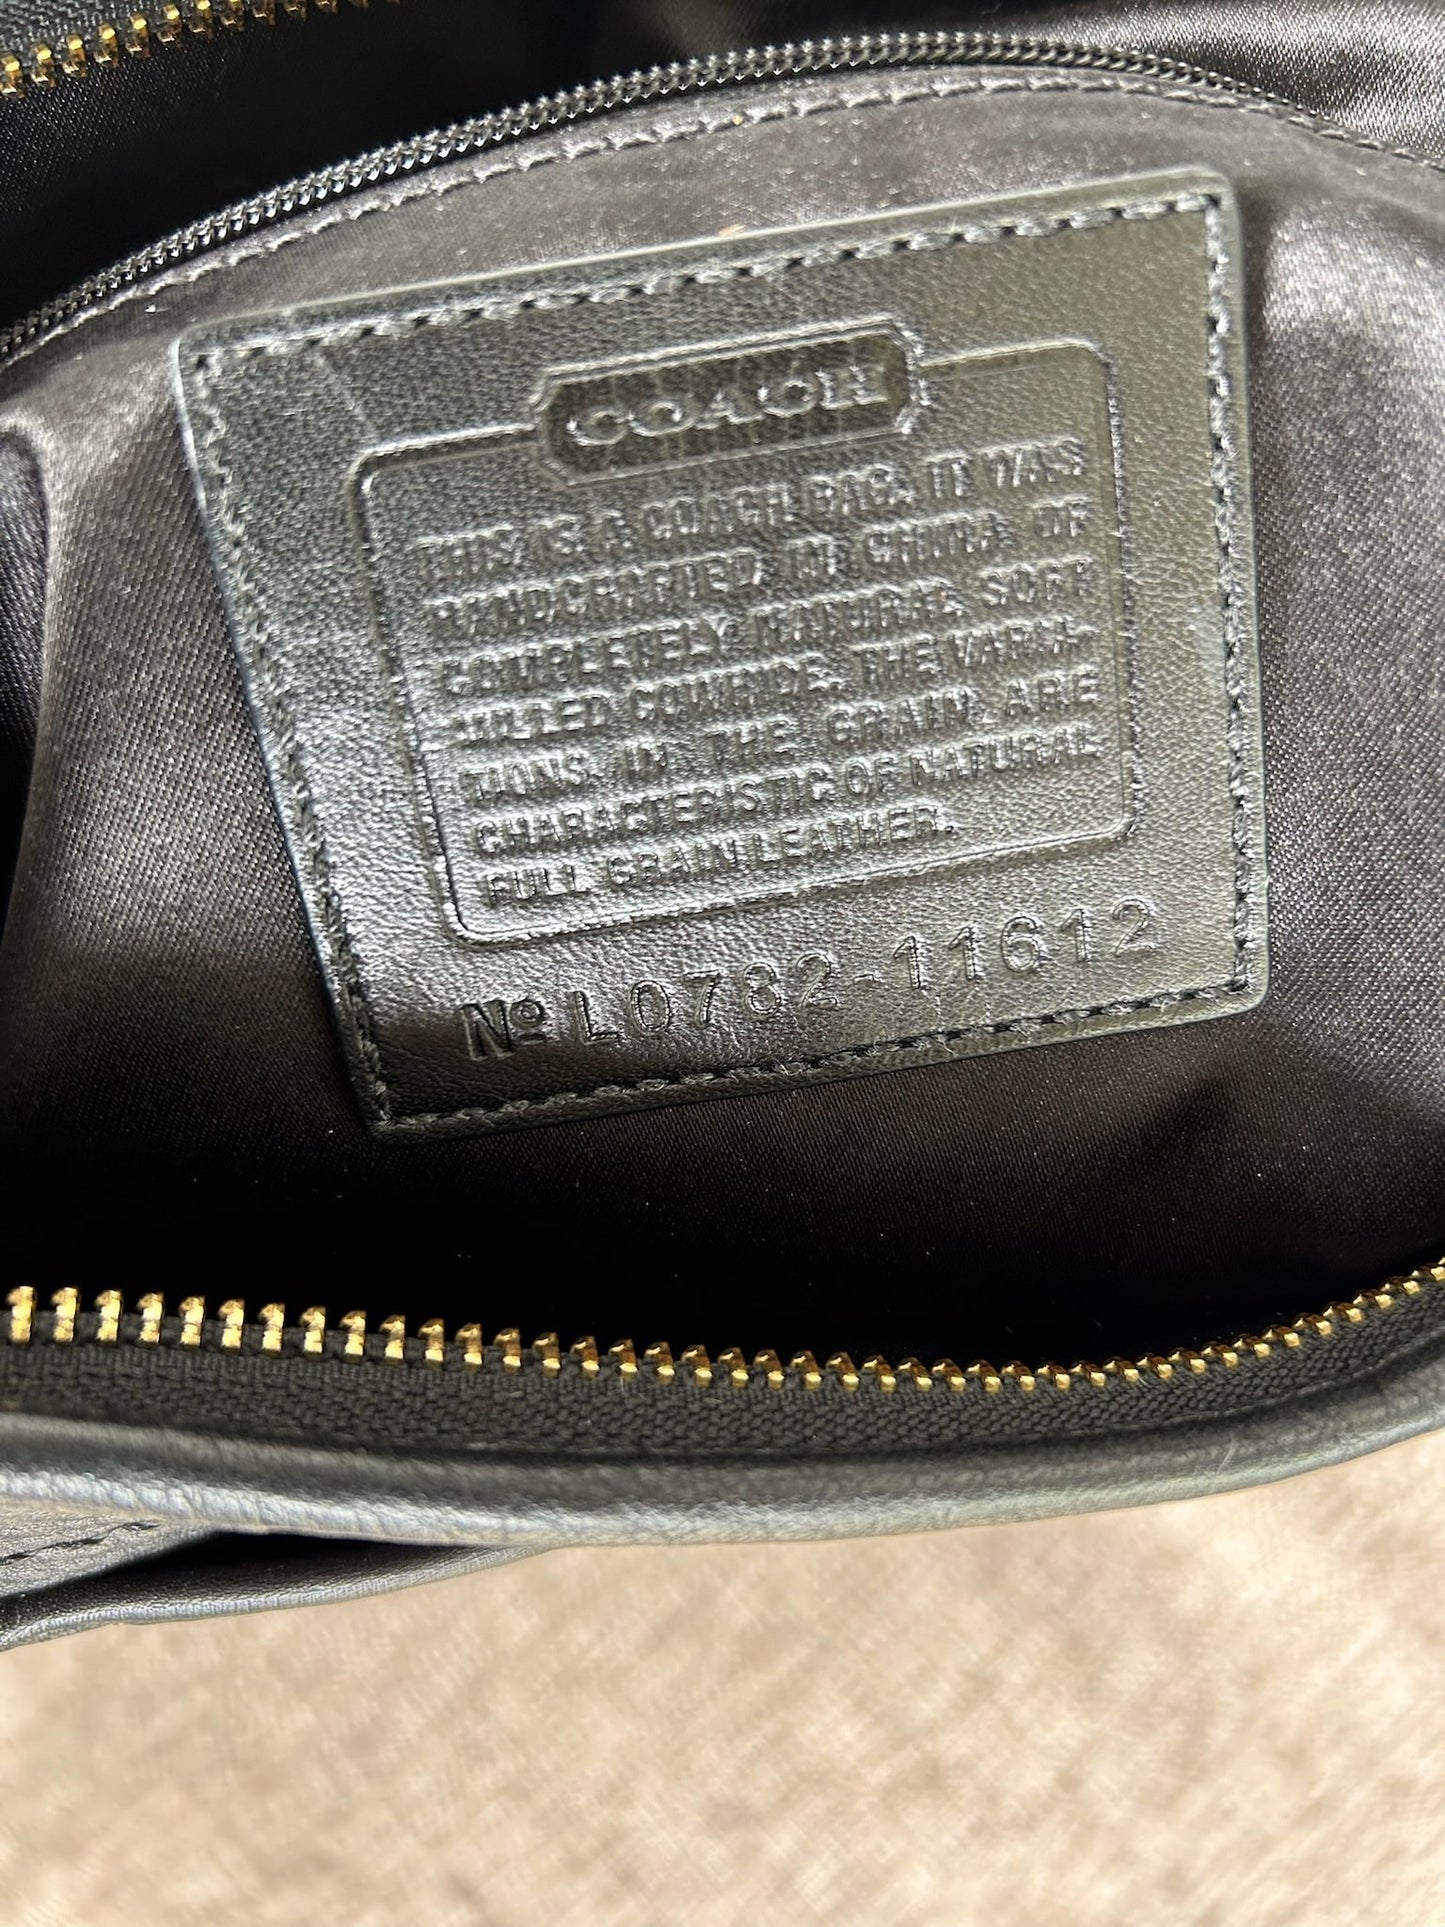 COACH
THIS IS A COACH BAG. IT WAS
HANDCRAFTED IN CHINA OF
COMPLETELY NATURAL SOFT
MILLED COWHIDE. THE VARIA-
TIONS IN THE GRAIN ARE
CHARACTERISTIC OF NATURAL
FULL GRAIN LEATHER.
Nº L0782-11612